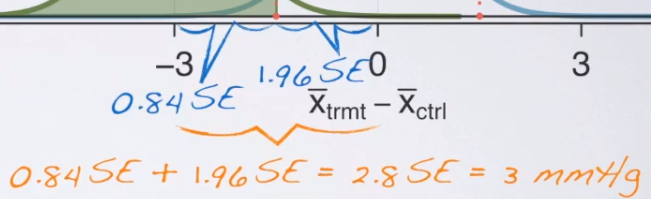 -3 0 3
0.84 SE 1.96 SE
x̄trmt – x̄ctrl
0.84 SE + 1.96 SE = 2.8 SE = 3 mmHg